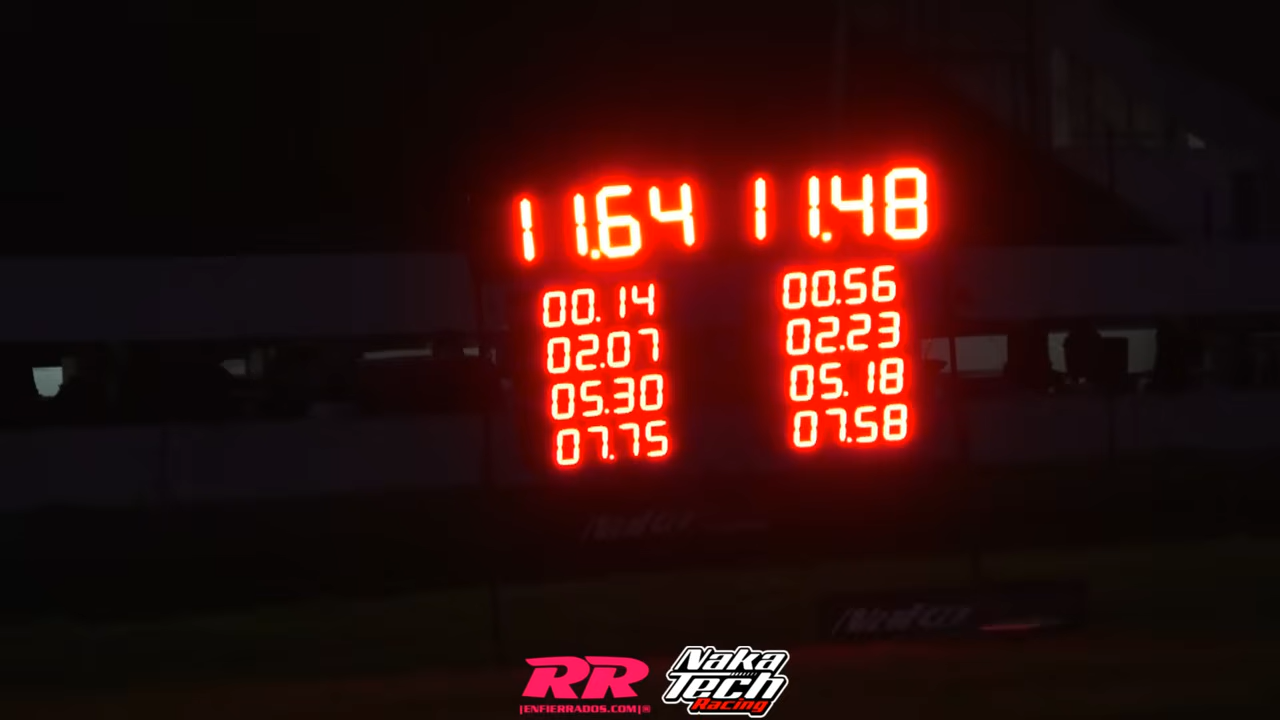 11.64 11.48
00.14 00.56
02.07 02.23
05.30 05.18
07.75 07.58
RR
|ENFIERRADOS.COM|®
Naka
Tech
Racing